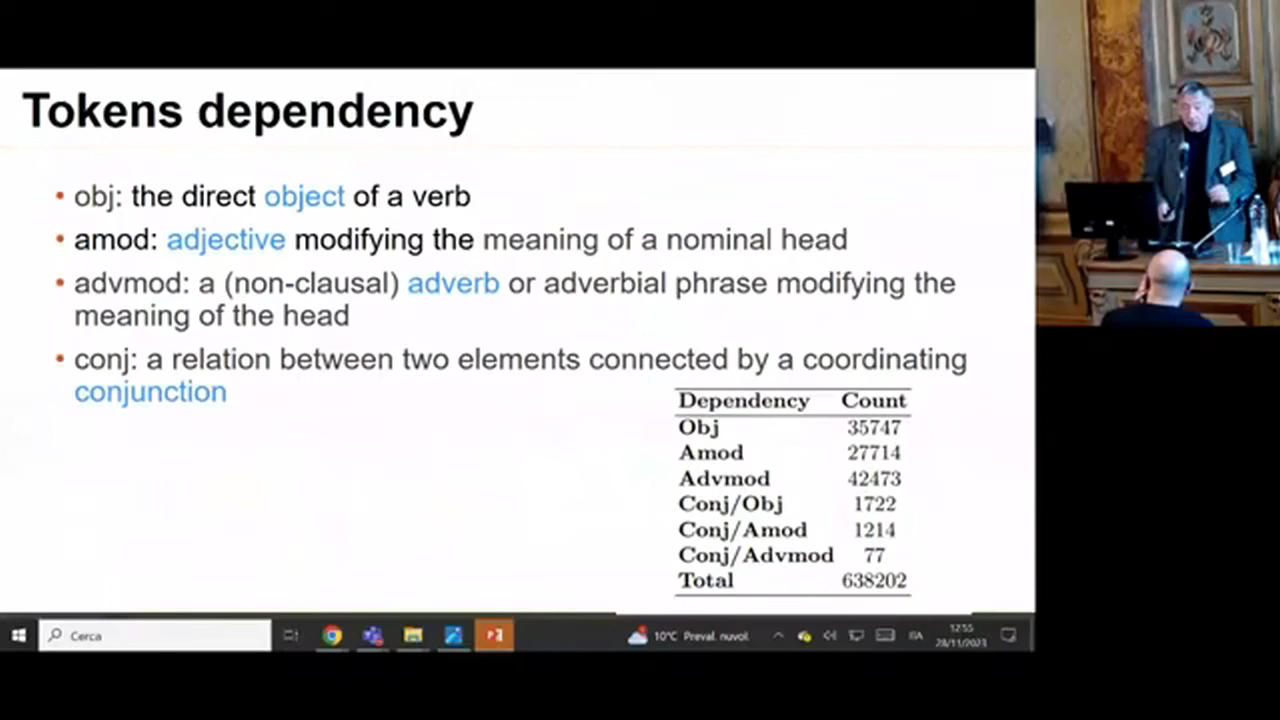 Tokens dependency
• obj: the direct object of a verb
• amod: adjective modifying the meaning of a nominal head
• advmod: a (non-clausal) adverb or adverbial phrase modifying the
meaning of the head
• conj: a relation between two elements connected by a coordinating
conjunction
Dependency Count
Obj 35747
Amod 27714
Advmod 42473
Conj/Obj 1722
Conj/Amod 1214
Conj/Advmod 77
Total 638202
Cerca
10°C Preval. nuvol.
ITA
12:55
28/11/2023